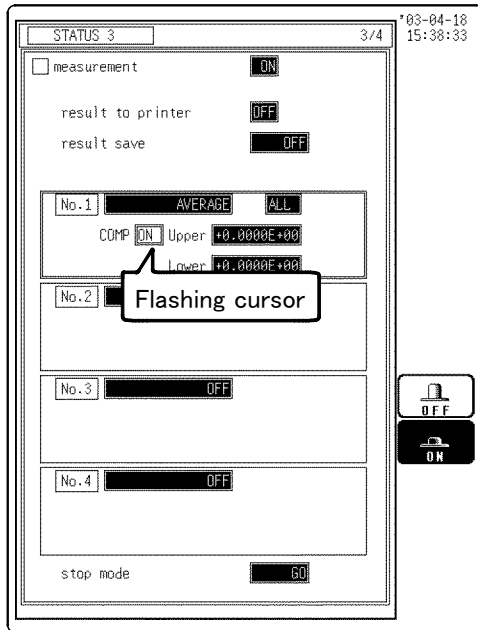 '03-04-18
STATUS 3 3/4 15:38:33
measurement ON
result to printer OFF
result save OFF
No.1 AVERAGE ALL
COMP ON Upper +0.0000E+00
Lower +0.0000E+00
Flashing cursor
No.2
No.3 OFF
OFF
ON
No.4 OFF
stop mode GO